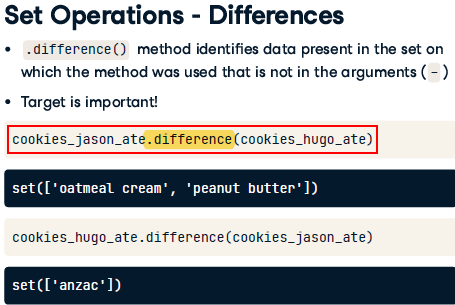 Set Operations - Differences
• .difference() method identifies data present in the set on
which the method was used that is not in the arguments ( - )
• Target is important!
cookies_jason_ate.difference(cookies_hugo_ate)
set(['oatmeal cream', 'peanut butter'])
cookies_hugo_ate.difference(cookies_jason_ate)
set(['anzac'])